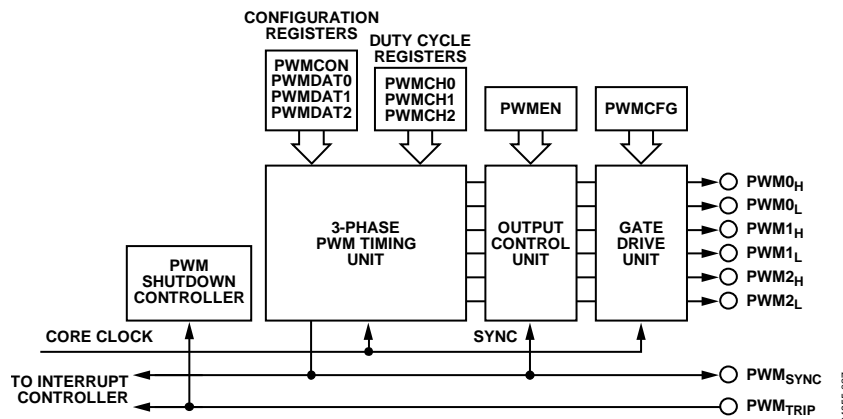 CONFIGURATION
REGISTERS
DUTY CYCLE
REGISTERS
PWMCON
PWMDAT0
PWMDAT1
PWMDAT2
PWMCH0
PWMCH1
PWMCH2
PWMEN
PWMCFG
3-PHASE
PWM TIMING
UNIT
OUTPUT
CONTROL
UNIT
GATE
DRIVE
UNIT
PWM0H
PWM0L
PWM1H
PWM1L
PWM2H
PWM2L
PWM
SHUTDOWN
CONTROLLER
CORE CLOCK
SYNC
TO INTERRUPT
CONTROLLER
PWMSYNC
PWMTRIP